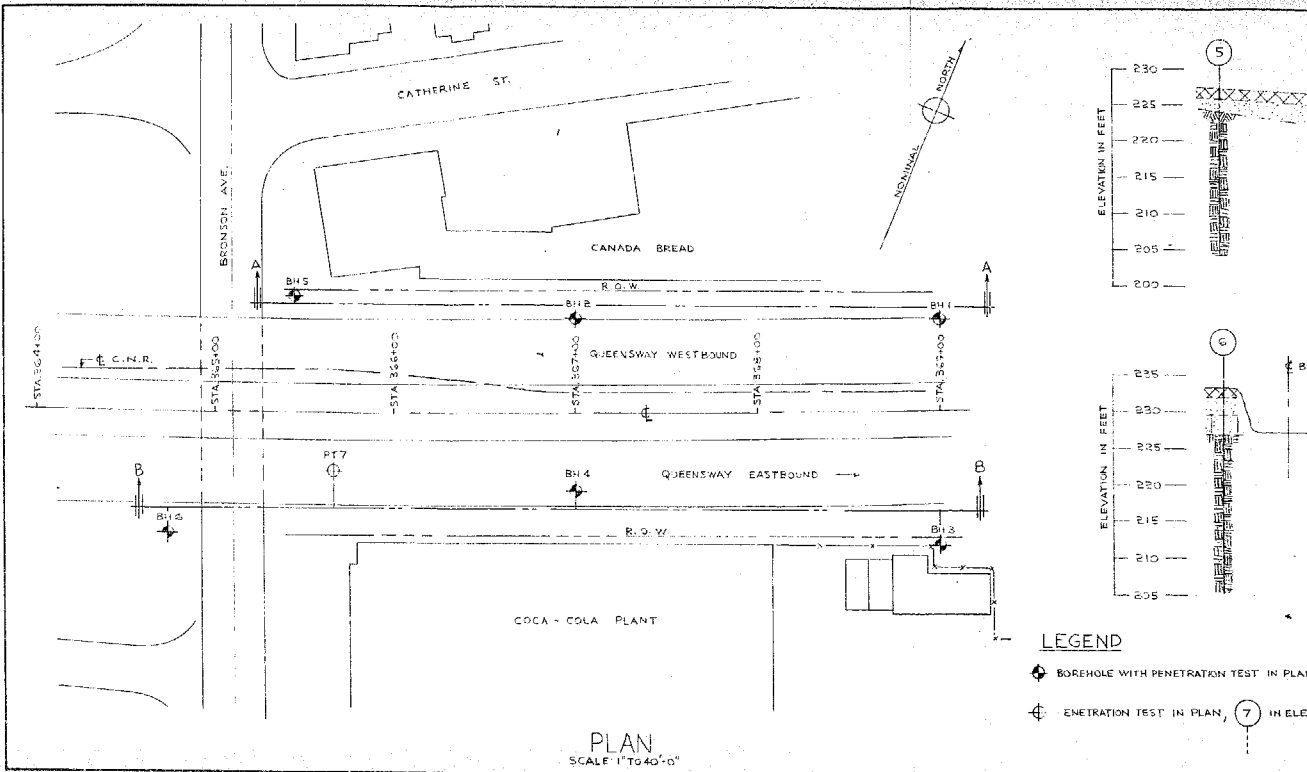 CATHERINE ST.
BRONSON AVE.
NOMINAL NORTH
CANADA BREAD
A
A
BH 5
R.O.W.
BH 2
BH 1
STA. 364+00
STA. 365+00
STA. 366+00
STA. 367+00
STA. 368+00
STA. 369+00
℄ C.N.R.
QUEENSWAY WESTBOUND
℄
PT 7
BH 4
QUEENSWAY EASTBOUND
B
B
BH 6
R.O.W.
BH 3
COCA - COLA PLANT
PLAN
SCALE: 1" TO 40'-0"
5
ELEVATION IN FEET
230
225
220
215
210
205
200
6
℄ B
ELEVATION IN FEET
235
230
225
220
215
210
205
LEGEND
BOREHOLE WITH PENETRATION TEST IN PLAN
ENETRATION TEST IN PLAN, 7 IN ELE